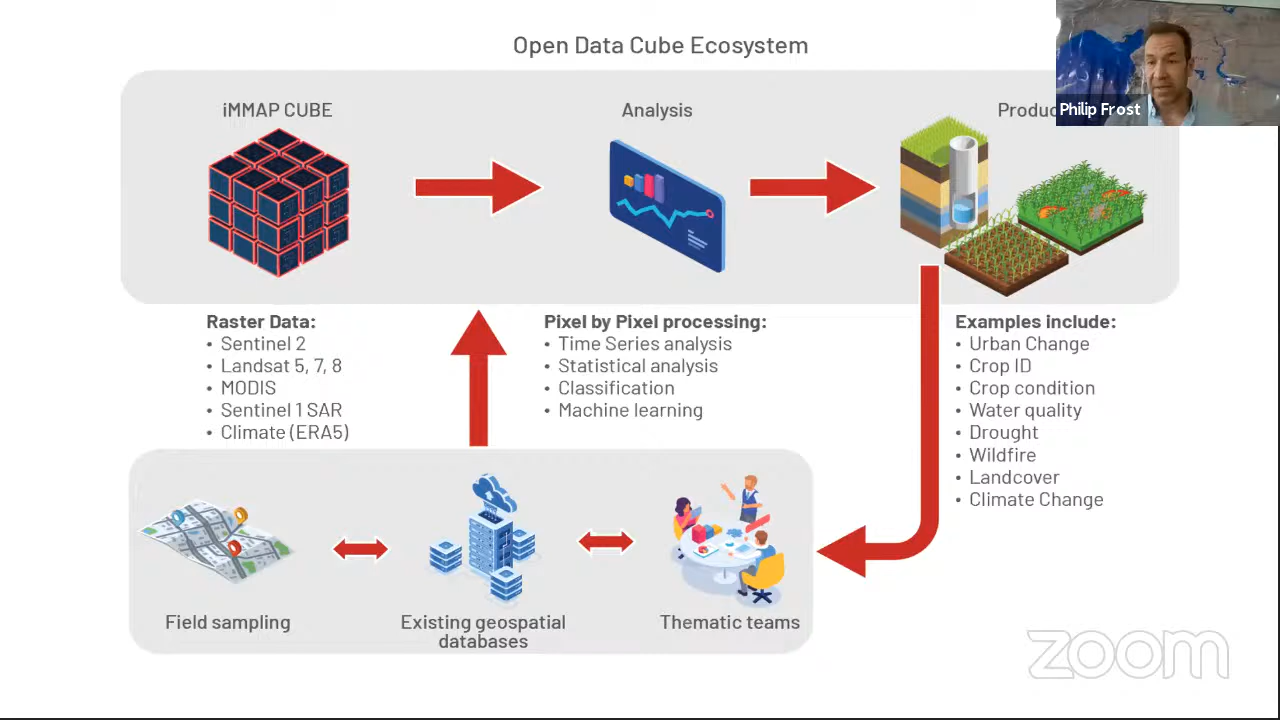 Open Data Cube Ecosystem
Philip Frost
iMMAP CUBE
Analysis
Raster Data:
• Sentinel 2
• Landsat 5, 7, 8
• MODIS
• Sentinel 1 SAR
• Climate (ERA5)
Pixel by Pixel processing:
• Time Series analysis
• Statistical analysis
• Classification
• Machine learning
Examples include:
• Urban Change
• Crop ID
• Crop condition
• Water quality
• Drought
• Wildfire
• Landcover
• Climate Change
Field sampling
Existing geospatial
databases
Thematic teams
zoom